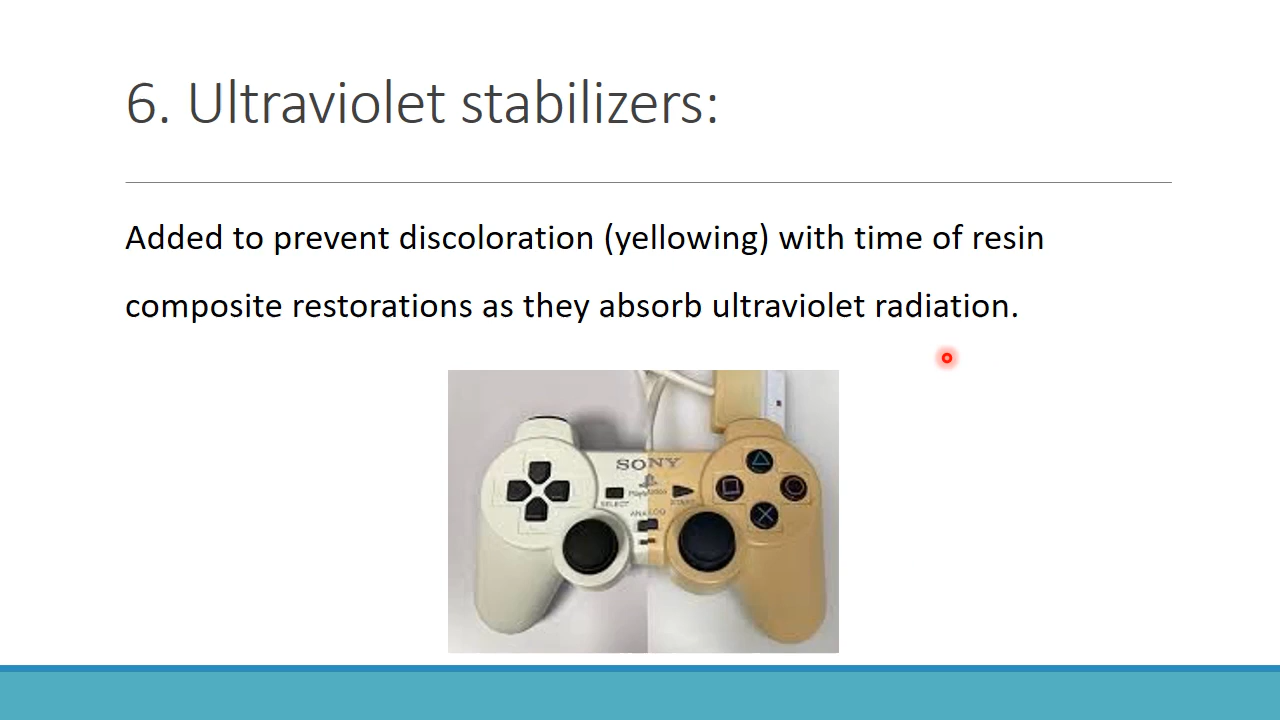 6. Ultraviolet stabilizers:
Added to prevent discoloration (yellowing) with time of resin
composite restorations as they absorb ultraviolet radiation.
SONY
PlayStation
SELECT
START
ANALOG